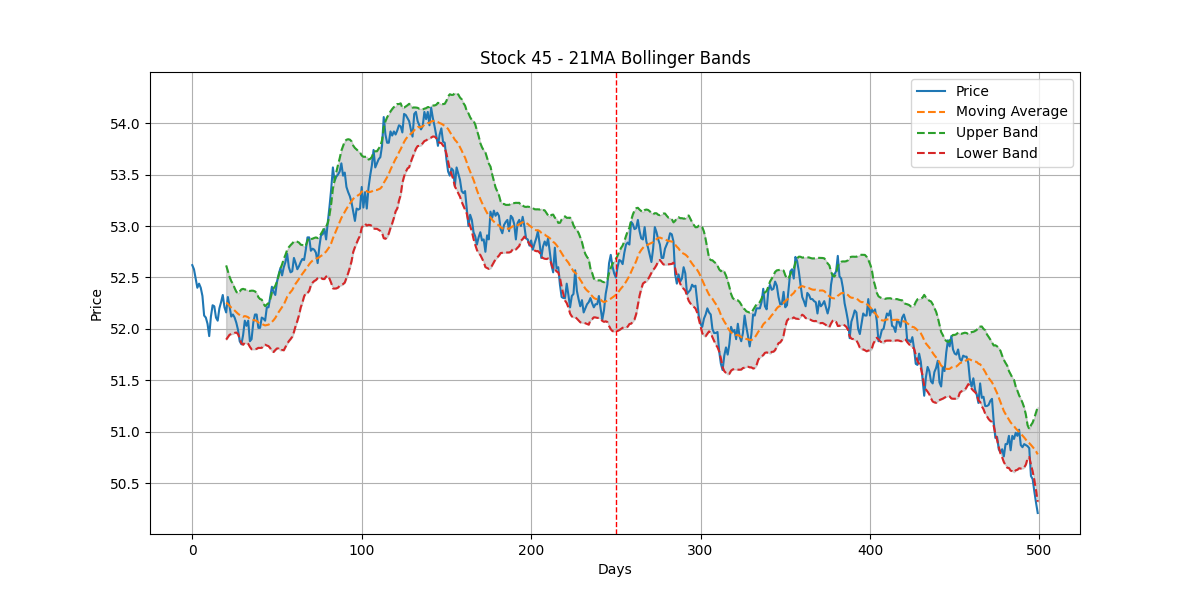 Stock 45 - 21MA Bollinger Bands
Price
Moving Average
Upper Band
Lower Band
54.0
53.5
53.0
52.5
52.0
51.5
51.0
50.5
Price
0
100
200
300
400
500
Days